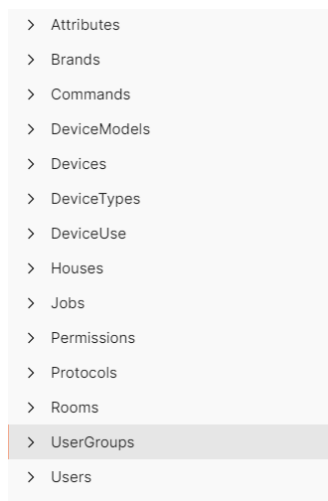 Attributes
Brands
Commands
DeviceModels
Devices
DeviceTypes
DeviceUse
Houses
Jobs
Permissions
Protocols
Rooms
UserGroups
Users